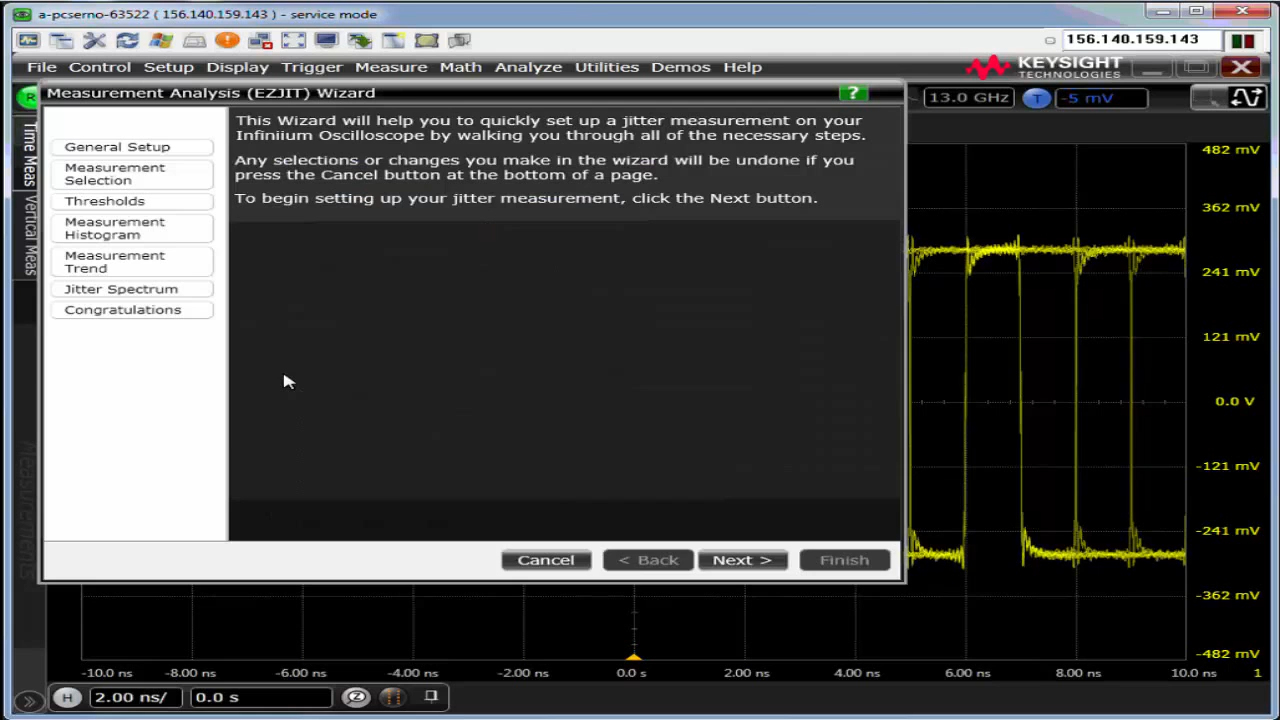 a-pcserno-63522 ( 156.140.159.143 ) - service mode
156.140.159.143
File Control Setup Display Trigger Measure Math Analyze Utilities Demos Help
KEYSIGHT
TECHNOLOGIES
Measurement Analysis (EZJIT) Wizard
?
13.0 GHz
T
-5 mV
Time Meas
Vertical Meas
Measurements
General Setup
Measurement
Selection
Thresholds
Measurement
Histogram
Measurement
Trend
Jitter Spectrum
Congratulations
This Wizard will help you to quickly set up a jitter measurement on your
Infiniium Oscilloscope by walking you through all of the necessary steps.
Any selections or changes you make in the wizard will be undone if you
press the Cancel button at the bottom of a page.
To begin setting up your jitter measurement, click the Next button.
Cancel
< Back
Next >
Finish
482 mV
362 mV
241 mV
121 mV
0.0 V
-121 mV
-241 mV
-362 mV
-482 mV
-10.0 ns -8.00 ns -6.00 ns -4.00 ns -2.00 ns 0.0 s 2.00 ns 4.00 ns 6.00 ns 8.00 ns 10.0 ns 1
H
2.00 ns/
0.0 s
Z